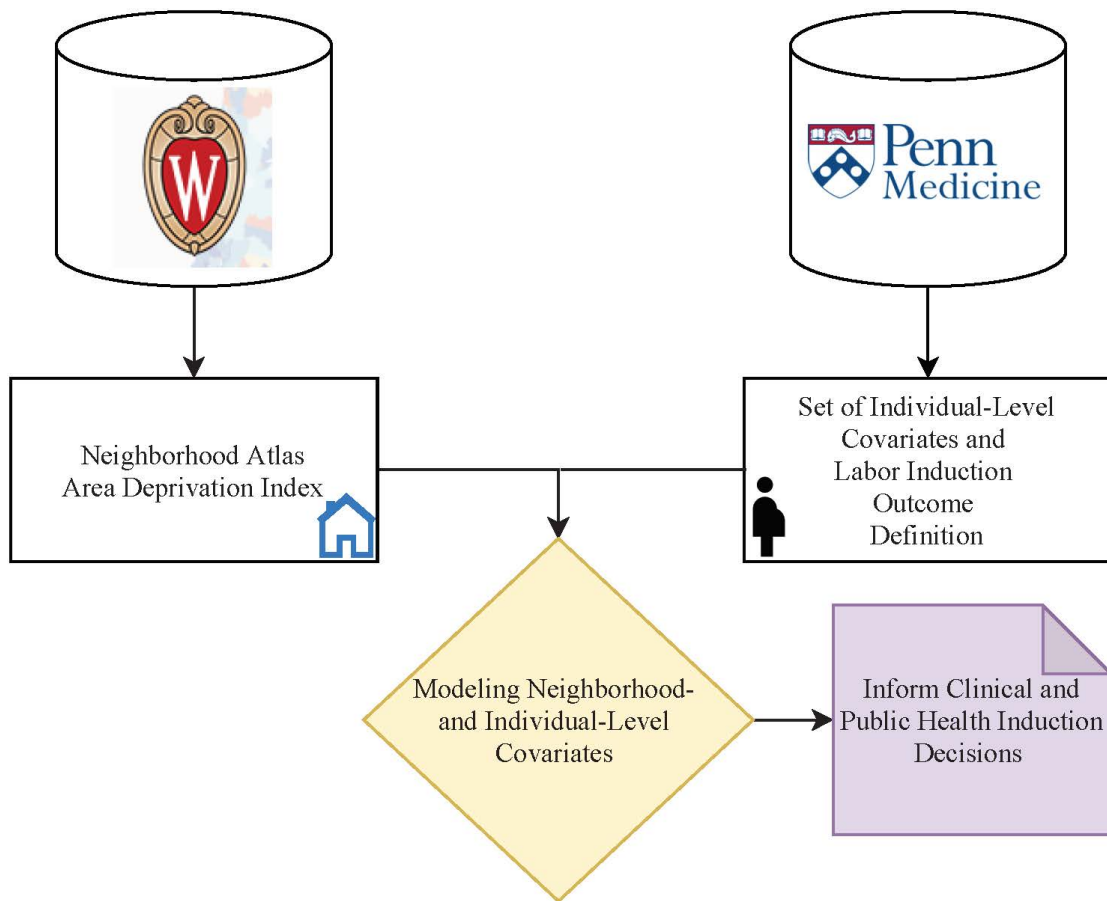 W
Penn
Medicine
Neighborhood Atlas
Area Deprivation Index
Set of Individual-Level
Covariates and
Labor Induction
Outcome
Definition
Modeling Neighborhood-
and Individual-Level
Covariates
Inform Clinical and
Public Health Induction
Decisions